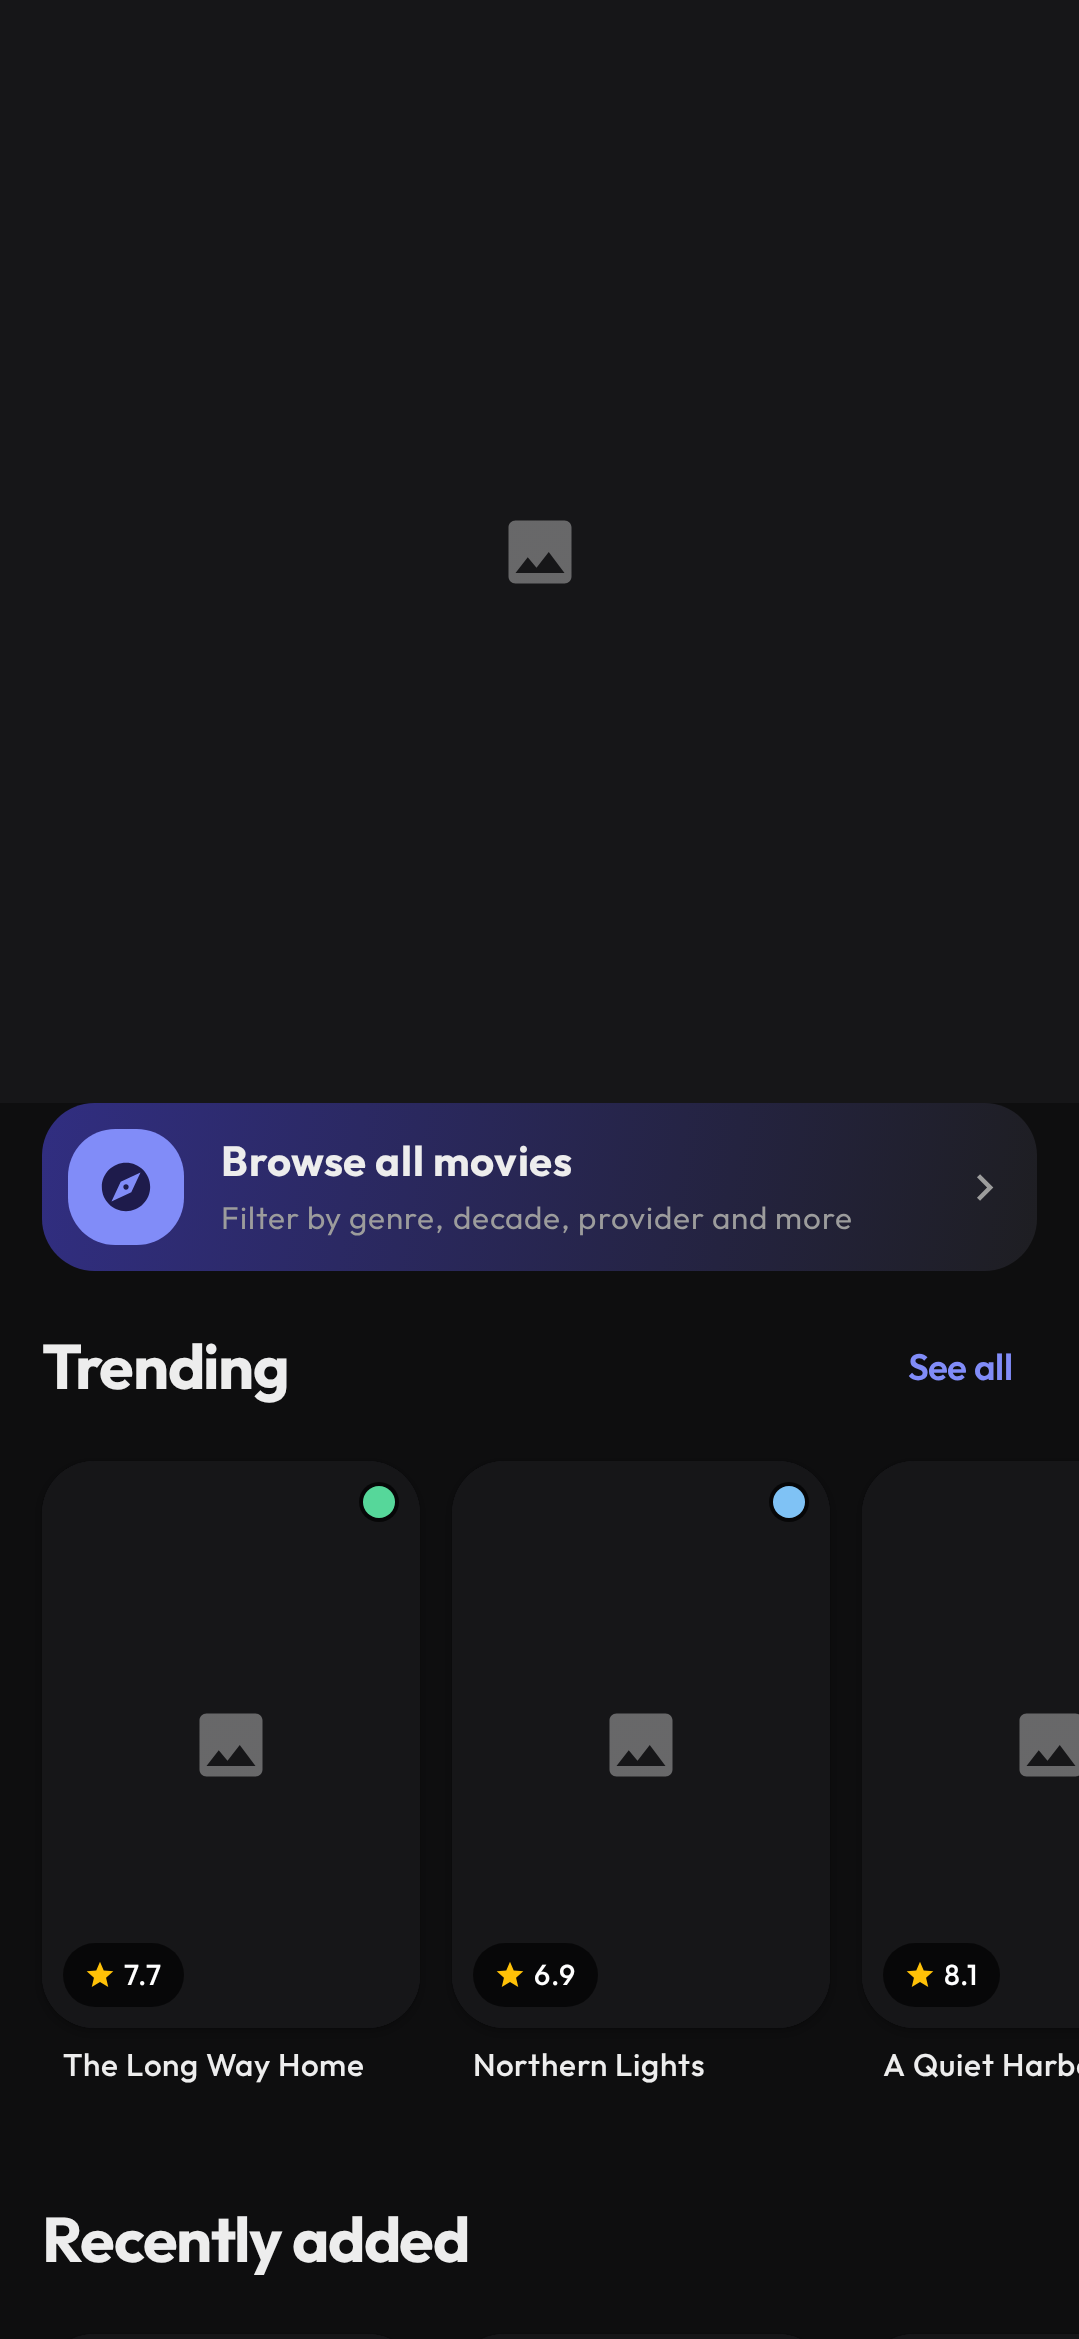 Browse all movies
Filter by genre, decade, provider and more
Trending
See all
7.7
6.9
8.1
The Long Way Home
Northern Lights
A Quiet
Recently added